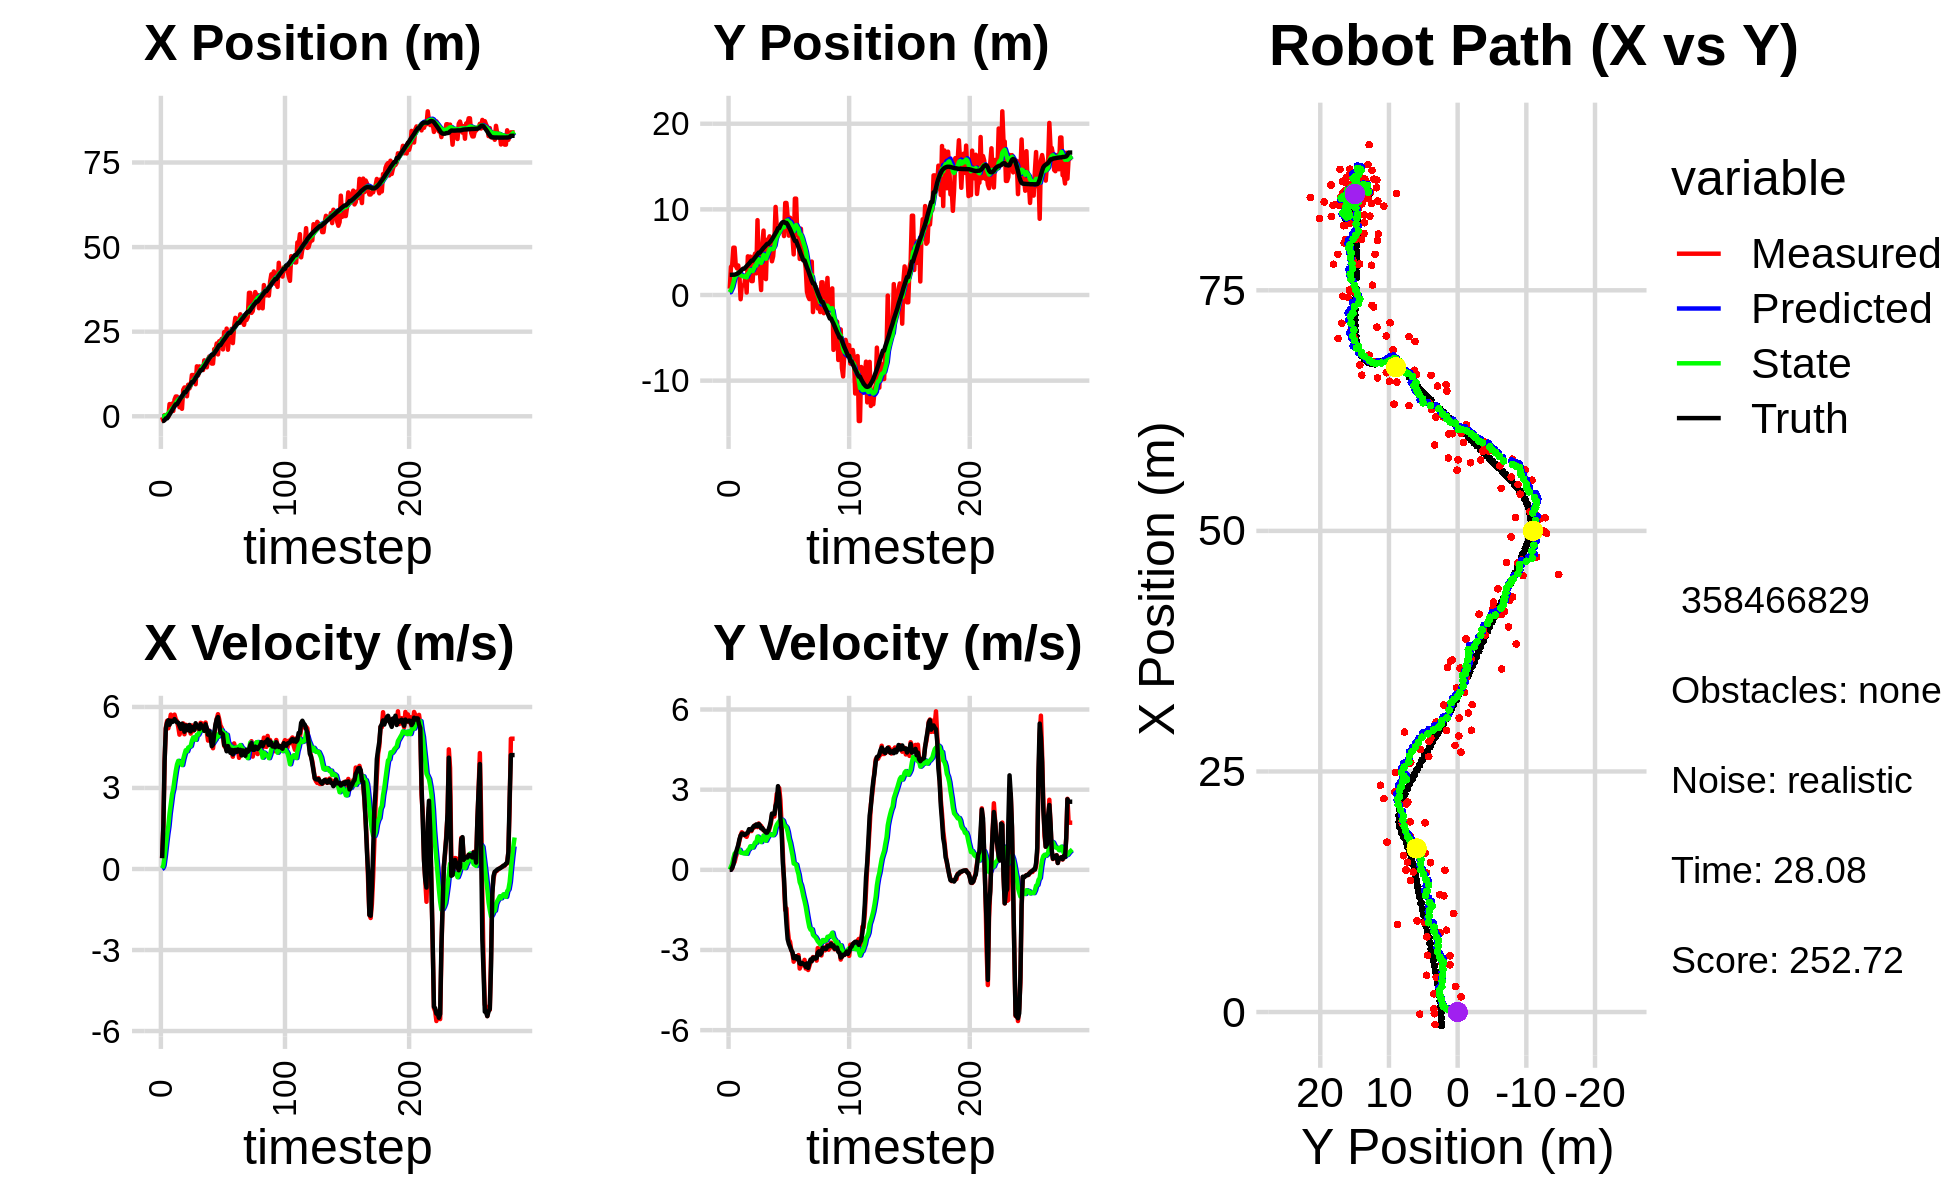 X Position (m)
75
50
25
0
0
100
200
timestep
Y Position (m)
20
10
0
-10
0
100
200
timestep
X Velocity (m/s)
6
3
0
-3
-6
0
100
200
timestep
Y Velocity (m/s)
6
3
0
-3
-6
0
100
200
timestep
Robot Path (X vs Y)
X Position (m)
75
50
25
0
20
10
0
-10
-20
Y Position (m)
variable
Measured
Predicted
State
Truth
358466829
Obstacles: none
Noise: realistic
Time: 28.08
Score: 252.72